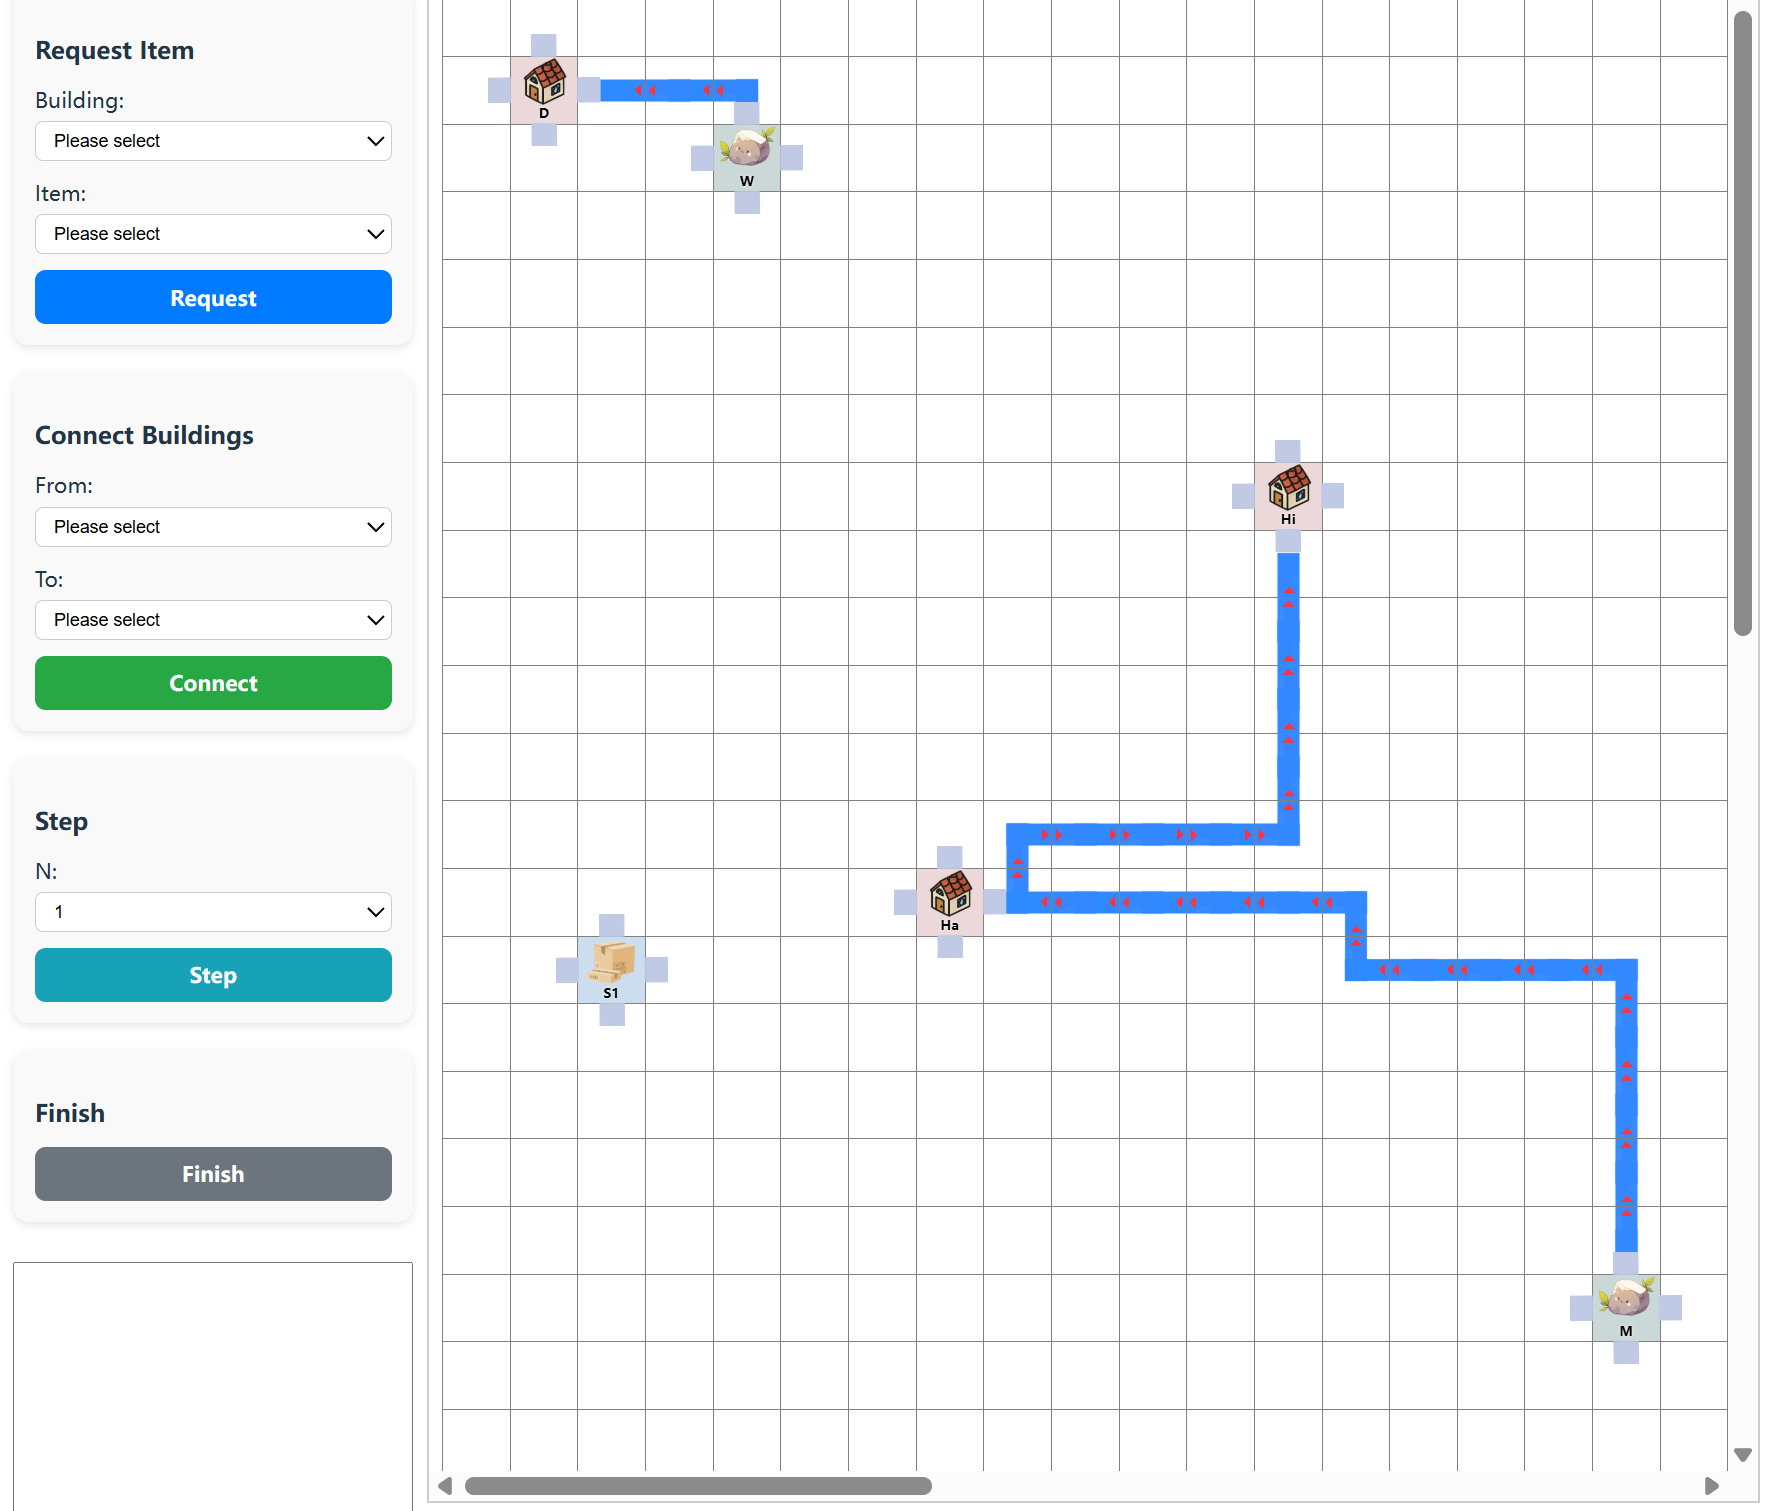 Request Item
Building:
Please select
Item:
Please select
Request
Connect Buildings
From:
Please select
To:
Please select
Connect
Step
N:
1
Step
Finish
Finish
D
W
Hi
Ha
S1
M